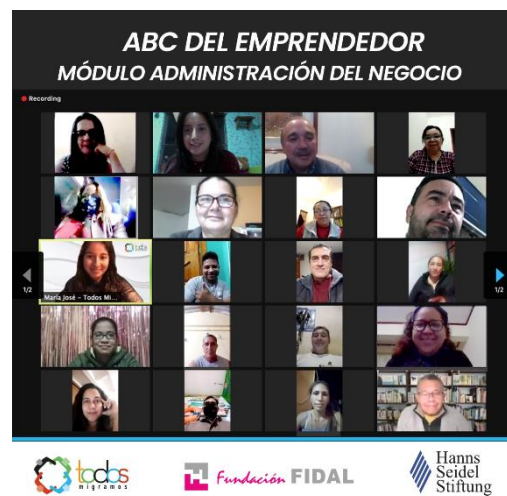 ABC DEL EMPRENDEDOR
MÓDULO ADMINISTRACIÓN DEL NEGOCIO
Recording
1/2
1/2
María José - Todos Mi...
todos
migramos
Fundación FIDAL
Hanns
Seidel
Stiftung